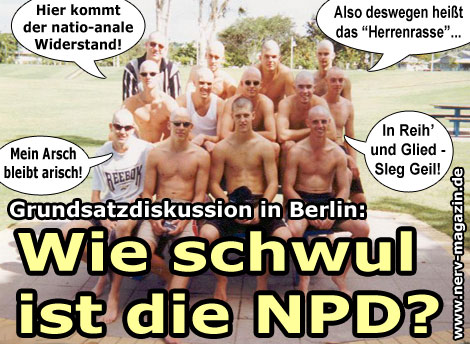 Hier kommt
der natio-anale
Widerstand!
Also deswegen heißt
das "Herrenrasse"...
Mein Arsch
bleibt arisch!
REEBOK
In Reih'
und Glied -
SIeg Geil!
Grundsatzdiskussion in Berlin:
Wie schwul
ist die NPD?
www.nerv-magazin.de